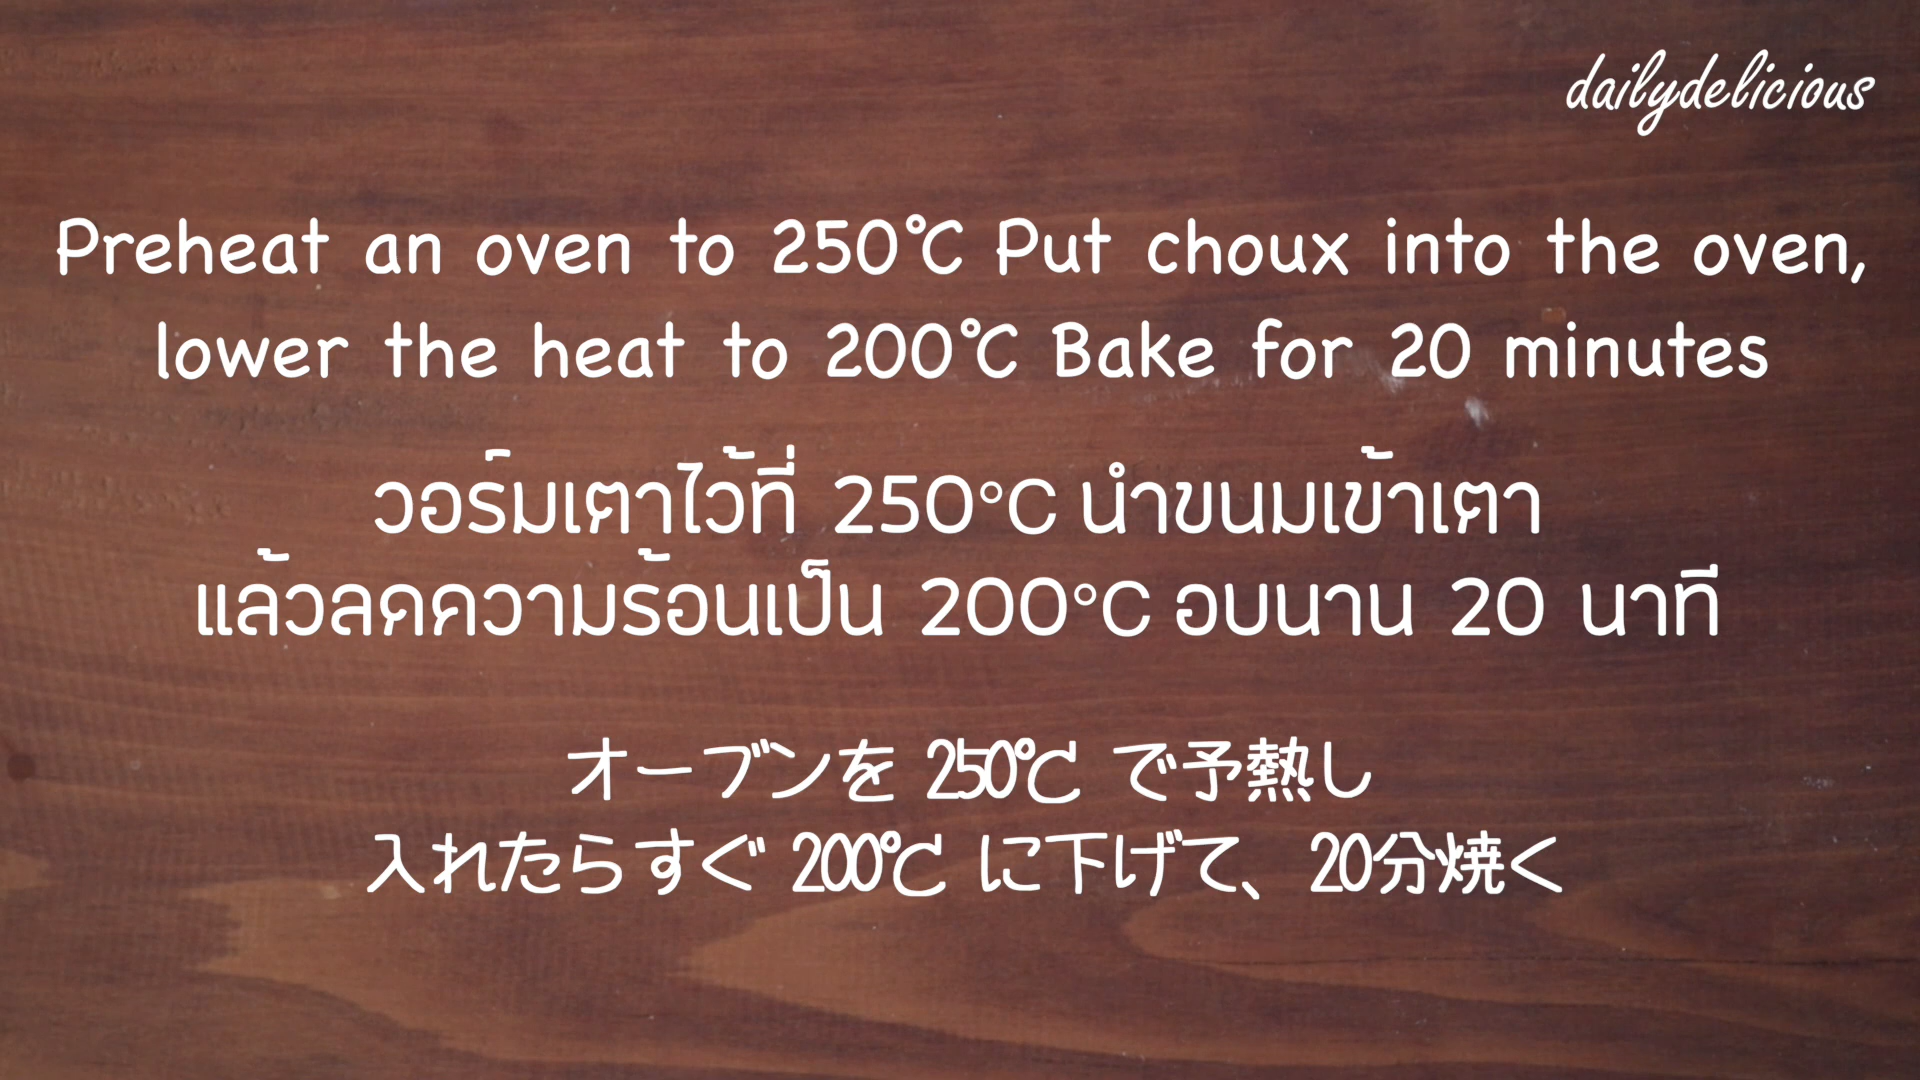 dailydelicious
Preheat an oven to 250℃ Put choux into the oven,
lower the heat to 200℃ Bake for 20 minutes
วอร์มเตาไว้ที่ 250°C นำขนมเข้าเตา
แล้วลดความร้อนเป็น 200°C อบนาน 20 นาที
オーブンを 250℃ で予熱し
入れたらすぐ 200℃ に下げて、20分焼く